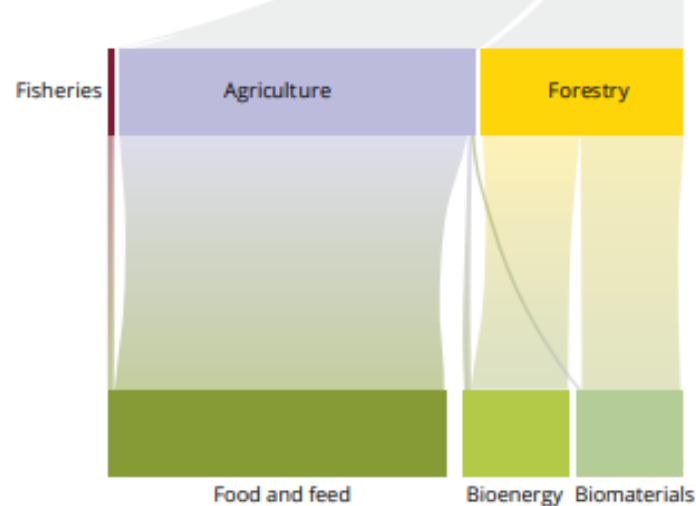 Fisheries
Agriculture
Forestry
Food and feed
Bioenergy
Biomaterials